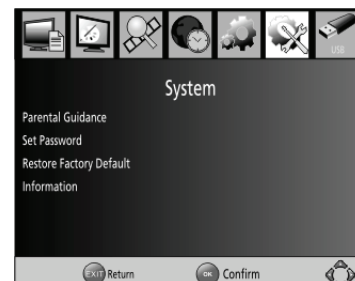 USB
System
Parental Guidance
Set Password
Restore Factory Default
Information
EXIT Return OK Confirm